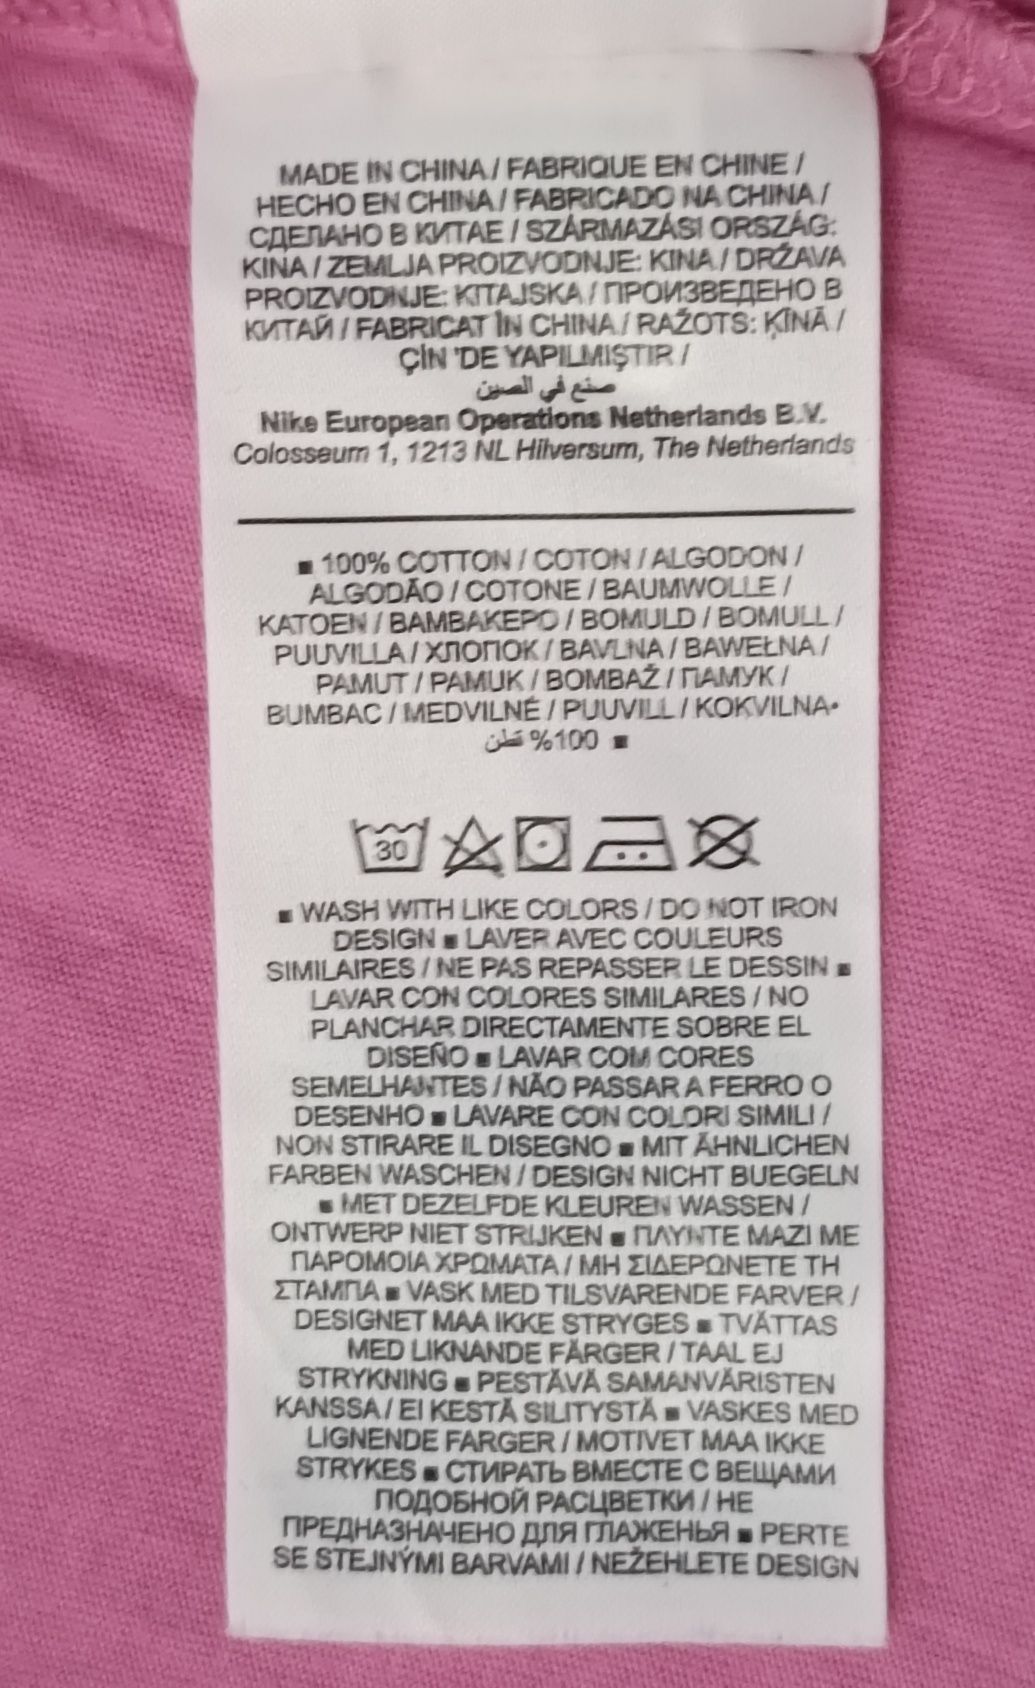 MADE IN CHINA / FABRIQUE EN CHINE /
HECHO EN CHINA / FABRICADO NA CHINA /
СДЕЛАНО В КИТАЕ / SZÁRMAZÁSI ORSZÁG:
KINA / ZEMLJA PROIZVODNJE: KINA / DRŽAVA
PROIZVODNJE: KITAJSKA / ПРОИЗВЕДЕНО В
КИТАЙ / FABRICAT ÎN CHINA / RAŽOTS: ĶĪNĀ /
ÇİN 'DE YAPILMIŞTIR /
صنع في الصين
Nike European Operations Netherlands B.V.
Colosseum 1, 1213 NL Hilversum, The Netherlands
■ 100% COTTON / COTON / ALGODON /
ALGODÃO / COTONE / BAUMWOLLE /
KATOEN / ΒΑΜΒΑΚΕΡΟ / BOMULD / BOMULL /
PUUVILLA / ХЛОПОК / BAVLNA / BAWEŁNA /
PAMUT / PAMUK / BOMBAŽ / ПАМУК /
BUMBAC / MEDVILNĖ / PUUVILL / KOKVILNA•
■ 100% قطن
30
■ WASH WITH LIKE COLORS / DO NOT IRON
DESIGN ■ LAVER AVEC COULEURS
SIMILAIRES / NE PAS REPASSER LE DESSIN ■
LAVAR CON COLORES SIMILARES / NO
PLANCHAR DIRECTAMENTE SOBRE EL
DISEÑO ■ LAVAR COM CORES
SEMELHANTES / NÃO PASSAR A FERRO O
DESENHO ■ LAVARE CON COLORI SIMILI /
NON STIRARE IL DISEGNO ■ MIT ÄHNLICHEN
FARBEN WASCHEN / DESIGN NICHT BUEGELN
■ MET DEZELFDE KLEUREN WASSEN /
ONTWERP NIET STRIJKEN ■ ΠΛΥΝΤΕ ΜΑΖΙ ΜΕ
ΠΑΡΟΜΟΙΑ ΧΡΩΜΑΤΑ / ΜΗ ΣΙΔΕΡΩΝΕΤΕ ΤΗ
ΣΤΑΜΠΑ ■ VASK MED TILSVARENDE FARVER /
DESIGNET MAA IKKE STRYGES ■ TVÄTTAS
MED LIKNANDE FÄRGER / TAAL EJ
STRYKNING ■ PESTÄVÄ SAMANVÄRISTEN
KANSSA / EI KESTÄ SILITYSTÄ ■ VASKES MED
LIGNENDE FARGER / MOTIVET MAA IKKE
STRYKES ■ СТИРАТЬ ВМЕСТЕ С ВЕЩАМИ
ПОДОБНОЙ РАСЦВЕТКИ / НЕ
ПРЕДНАЗНАЧЕНО ДЛЯ ГЛАЖЕНЬЯ ■ PERTE
SE STEJNÝMI BARVAMI / NEŽEHLETE DESIGN